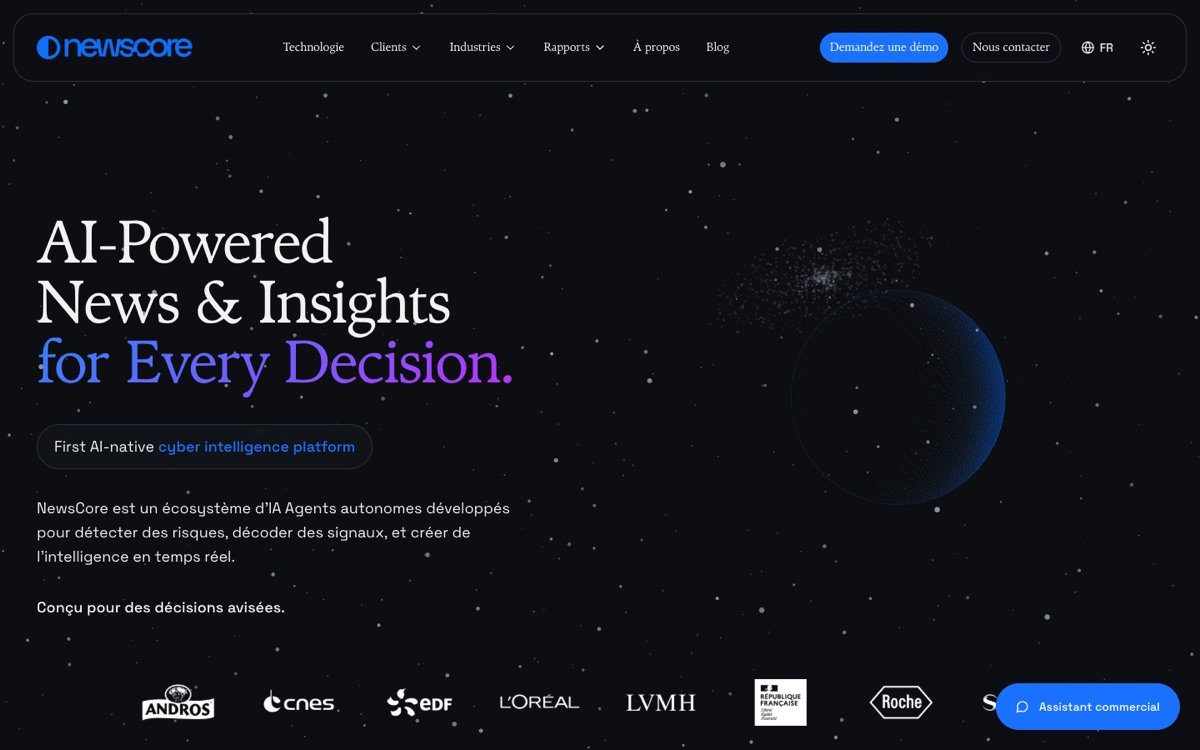 newscore
Technologie
Clients
Industries
Rapports
À propos
Blog
Demandez une démo
Nous contacter
FR
AI-Powered
News & Insights
for Every Decision.
First AI-native cyber intelligence platform
NewsCore est un écosystème d'IA Agents autonomes développés
pour détecter des risques, décoder des signaux, et créer de
l'intelligence en temps réel.
Conçu pour des décisions avisées.
ANDROS
cnes
eDF
L'ORÉAL
LVMH
RÉPUBLIQUE
FRANÇAISE
Liberté
Égalité
Fraternité
Roche
S
Assistant commercial